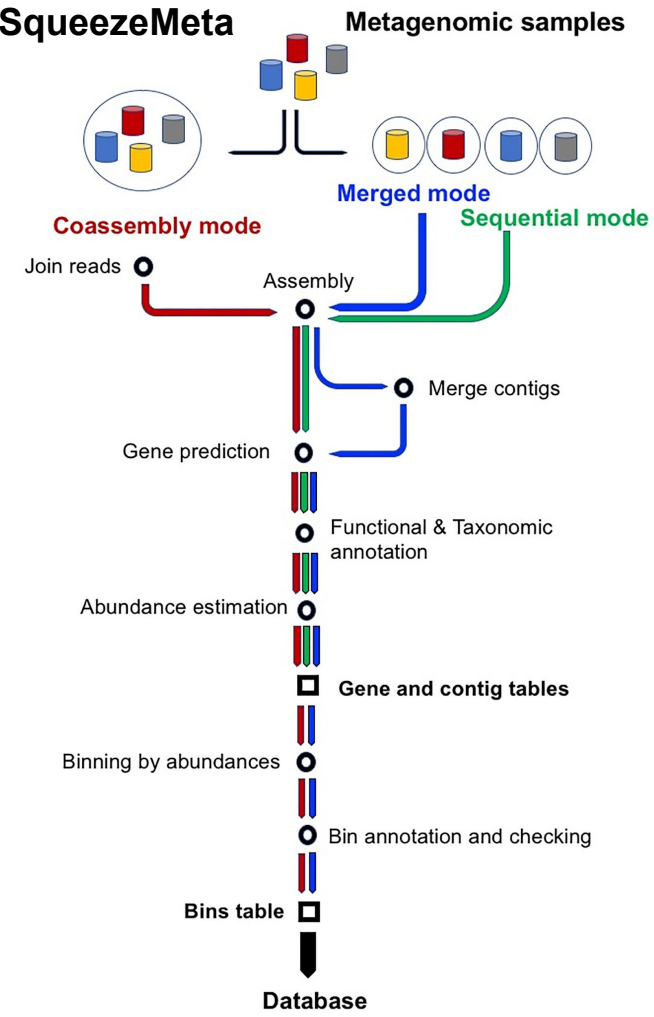 SqueezeMeta
Metagenomic samples
Merged mode
Sequential mode
Coassembly mode
Join reads
Assembly
Merge contigs
Gene prediction
Functional & Taxonomic
annotation
Abundance estimation
Gene and contig tables
Binning by abundances
Bin annotation and checking
Bins table
Database